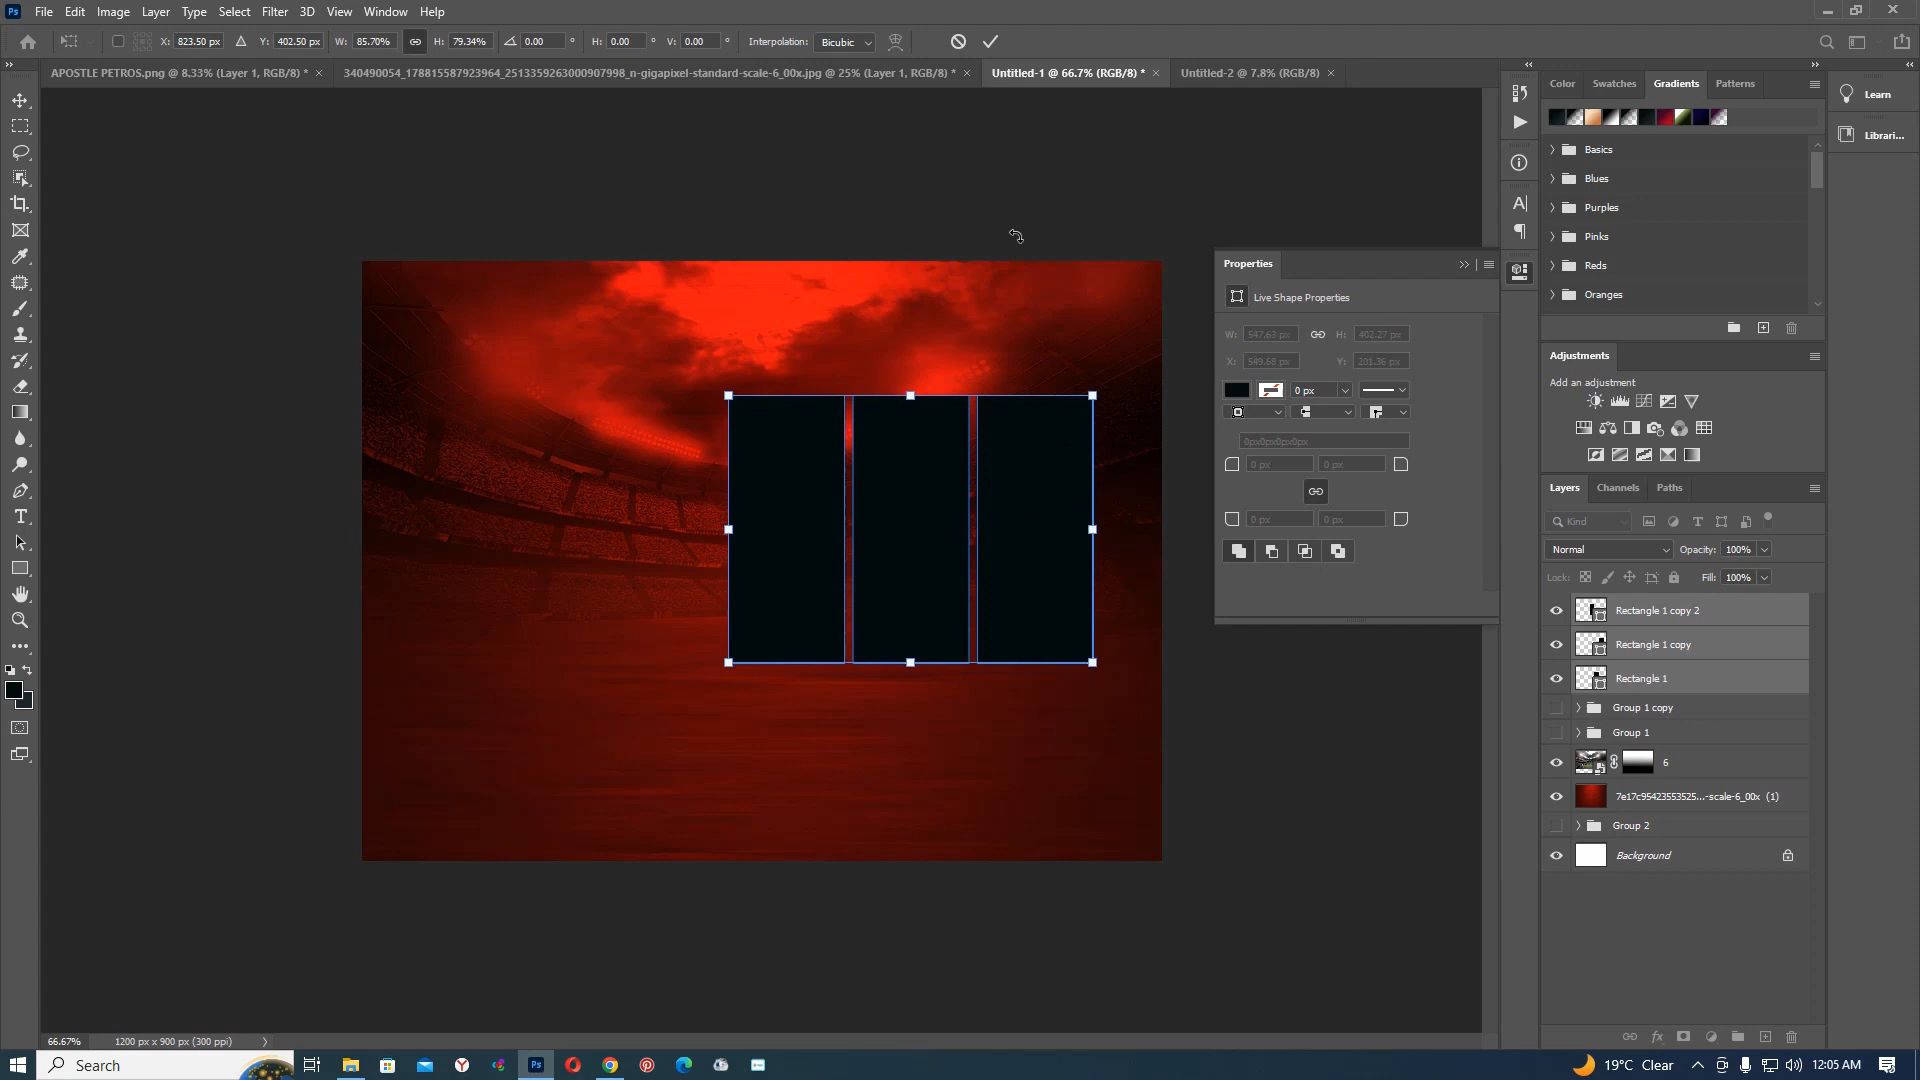 Ps File Edit Image Layer Type Select Filter 3D View Window Help
X: 823.50 px Y: 402.50 px W: 85.70% H: 79.34% 0.00 ° H: 0.00 ° V: 0.00 ° Interpolation: Bicubic
APOSTLE PETROS.png @ 8.33% (Layer 1, RGB/8) * × 340490054_178815587923964_2513359263000907998_n-gigapixel-standard-scale-6_00x.jpg @ 25% (Layer 1, RGB/8) * × Untitled-1 @ 66.7% (RGB/8) * × Untitled-2 @ 7.8% (RGB/8) ×
Color Swatches Gradients Patterns
Learn
Librari...
Basics
Blues
Purples
Pinks
Reds
Oranges
Properties
Live Shape Properties
W: 547.63 px H: 402.27 px
X: 549.68 px Y: 201.36 px
0 px
0px0px0px0px
0 px 0 px
0 px 0 px
Adjustments
Add an adjustment
Layers Channels Paths
Kind
Normal Opacity: 100%
Lock: Fill: 100%
Rectangle 1 copy 2
Rectangle 1 copy
Rectangle 1
Group 1 copy
Group 1
6
7e17c95423553525...-scale-6_00x (1)
Group 2
Background
66.67% 1200 px x 900 px (300 ppi)
Search
Ps
19°C Clear
12:05 AM